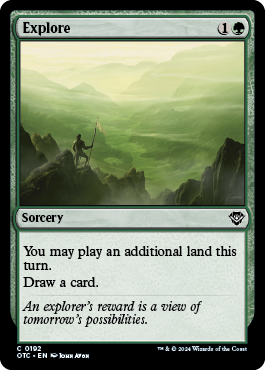 Explore 1
Sorcery
You may play an additional land this
turn.
Draw a card.
An explorer's reward is a view of
tomorrow's possibilities.
C 0192 ™ & © 2024 Wizards of the Coast
OTC • EN John Avon